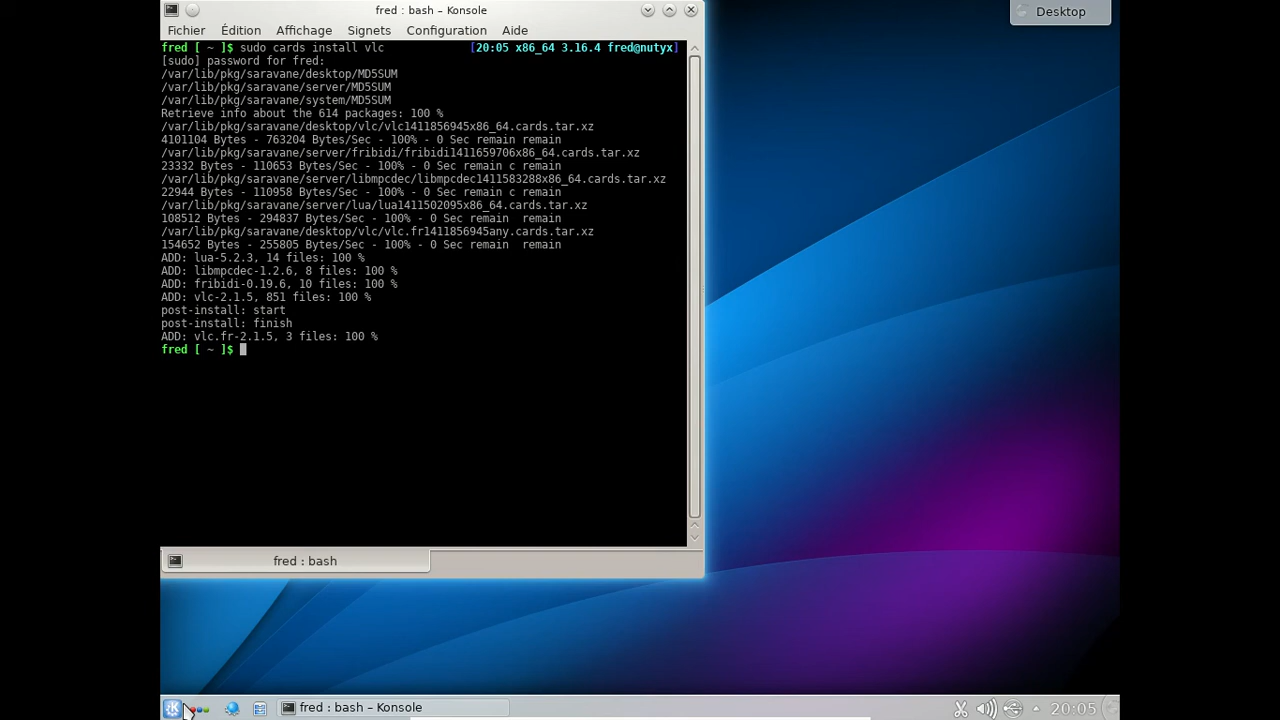 fred : bash – Konsole
Desktop
Fichier Édition Affichage Signets Configuration Aide
fred [ ~ ]$ sudo cards install vlc [20:05 x86_64 3.16.4 fred@nutyx]
[sudo] password for fred:
/var/lib/pkg/saravane/desktop/MD5SUM
/var/lib/pkg/saravane/server/MD5SUM
/var/lib/pkg/saravane/system/MD5SUM
Retrieve info about the 614 packages: 100 %
/var/lib/pkg/saravane/desktop/vlc/vlc1411856945x86_64.cards.tar.xz
4101104 Bytes - 763204 Bytes/Sec - 100% - 0 Sec remain remain
/var/lib/pkg/saravane/server/fribidi/fribidi1411659706x86_64.cards.tar.xz
23332 Bytes - 110653 Bytes/Sec - 100% - 0 Sec remain c remain
/var/lib/pkg/saravane/server/libmpcdec/libmpcdec1411583288x86_64.cards.tar.xz
22944 Bytes - 110958 Bytes/Sec - 100% - 0 Sec remain c remain
/var/lib/pkg/saravane/server/lua/lua1411502095x86_64.cards.tar.xz
108512 Bytes - 294837 Bytes/Sec - 100% - 0 Sec remain  remain
/var/lib/pkg/saravane/desktop/vlc/vlc.fr1411856945any.cards.tar.xz
154652 Bytes - 255805 Bytes/Sec - 100% - 0 Sec remain  remain
ADD: lua-5.2.3, 14 files: 100 %
ADD: libmpcdec-1.2.6, 8 files: 100 %
ADD: fribidi-0.19.6, 10 files: 100 %
ADD: vlc-2.1.5, 851 files: 100 %
post-install: start
post-install: finish
ADD: vlc.fr-2.1.5, 3 files: 100 %
fred [ ~ ]$
fred : bash
fred : bash – Konsole
20:05